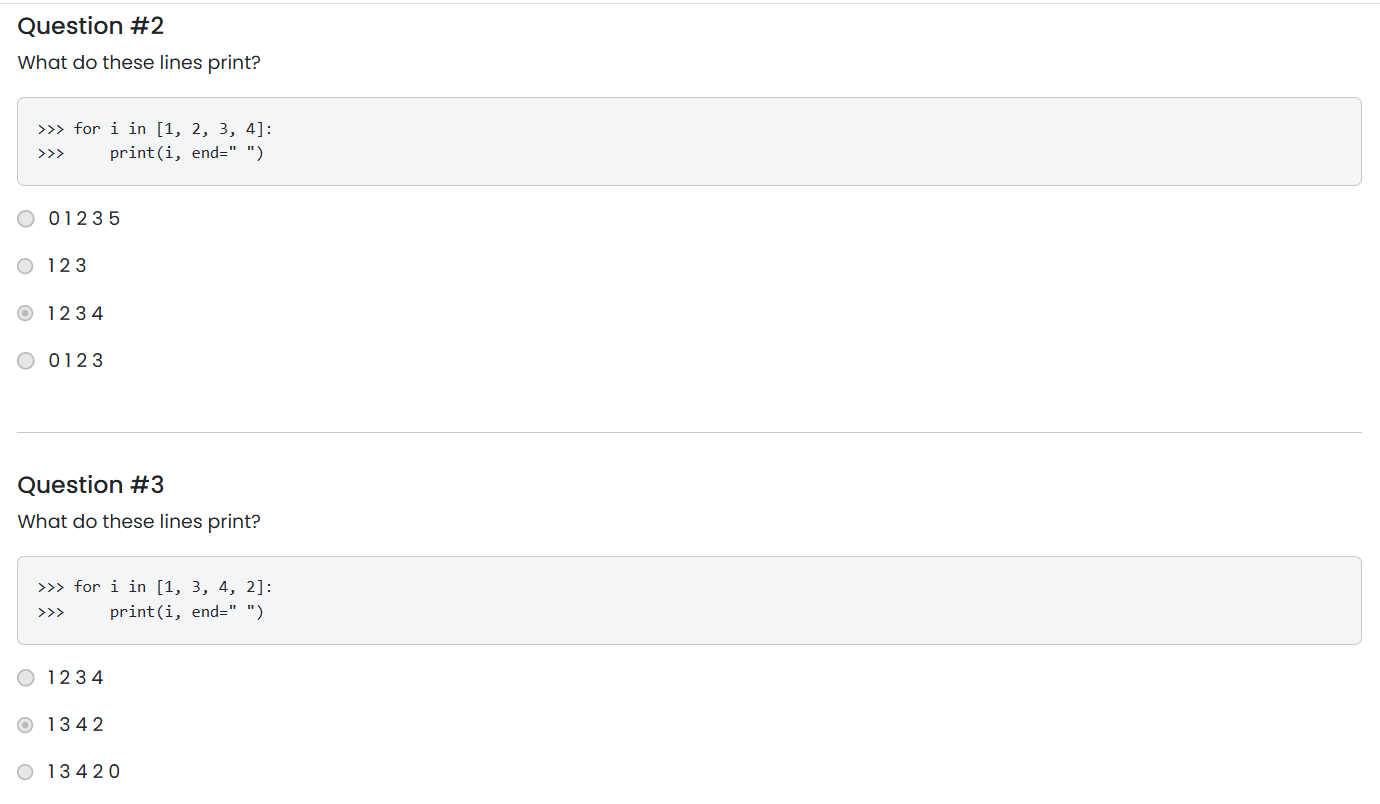 Question #2
What do these lines print?
>>> for i in [1, 2, 3, 4]:
>>>     print(i, end=" ")
0 1 2 3 5
1 2 3
1 2 3 4
0 1 2 3
Question #3
What do these lines print?
>>> for i in [1, 3, 4, 2]:
>>>     print(i, end=" ")
1 2 3 4
1 3 4 2
1 3 4 2 0